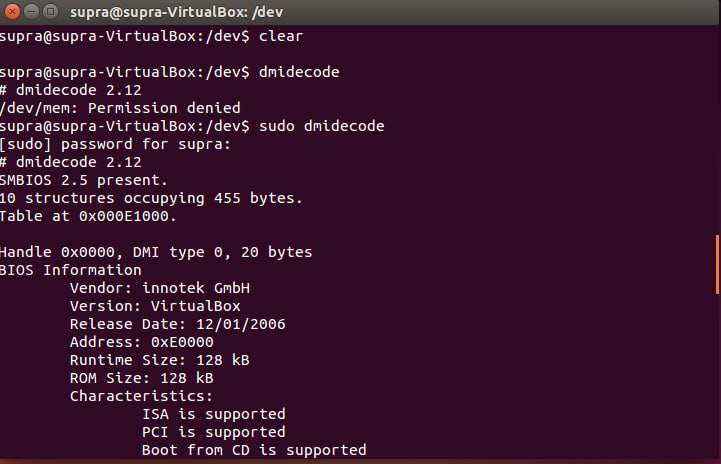 supra@supra-VirtualBox: /dev
supra@supra-VirtualBox:/dev$ clear
supra@supra-VirtualBox:/dev$ dmidecode
# dmidecode 2.12
/dev/mem: Permission denied
supra@supra-VirtualBox:/dev$ sudo dmidecode
[sudo] password for supra:
# dmidecode 2.12
SMBIOS 2.5 present.
10 structures occupying 455 bytes.
Table at 0x000E1000.
Handle 0x0000, DMI type 0, 20 bytes
BIOS Information
Vendor: innotek GmbH
Version: VirtualBox
Release Date: 12/01/2006
Address: 0xE0000
Runtime Size: 128 kB
ROM Size: 128 kB
Characteristics:
ISA is supported
PCI is supported
Boot from CD is supported